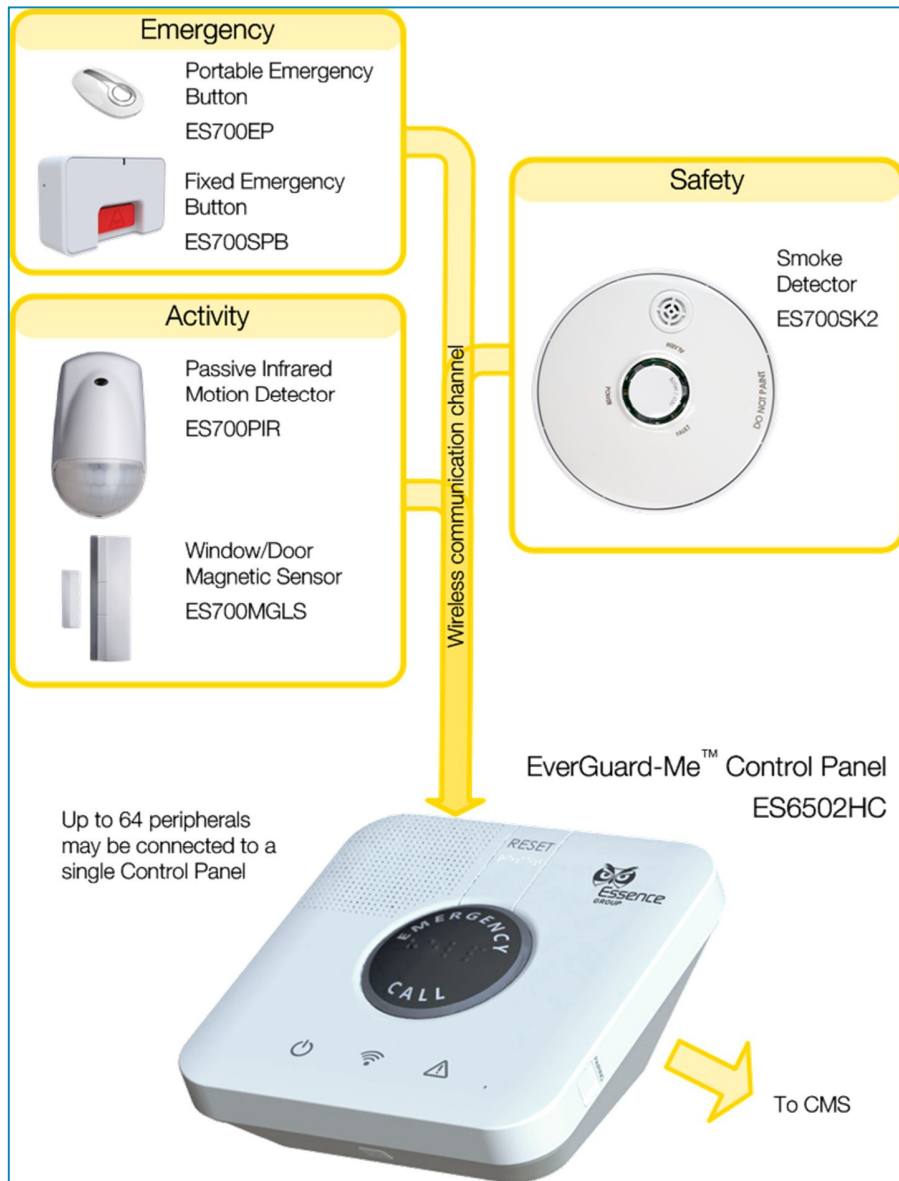 Emergency
Portable Emergency
Button
ES700EP
Fixed Emergency
Button
ES700SPB
Safety
Smoke
Detector
ES700SK2
ALARM
POWER
FAULT
DO NOT PAINT
Activity
Passive Infrared
Motion Detector
ES700PIR
Window/Door
Magnetic Sensor
ES700MGLS
Wireless communication channel
EverGuard-Me™ Control Panel
ES6502HC
Up to 64 peripherals
may be connected to a
single Control Panel
RESET
Essence
GROUP
EMERGENCY
CALL
To CMS